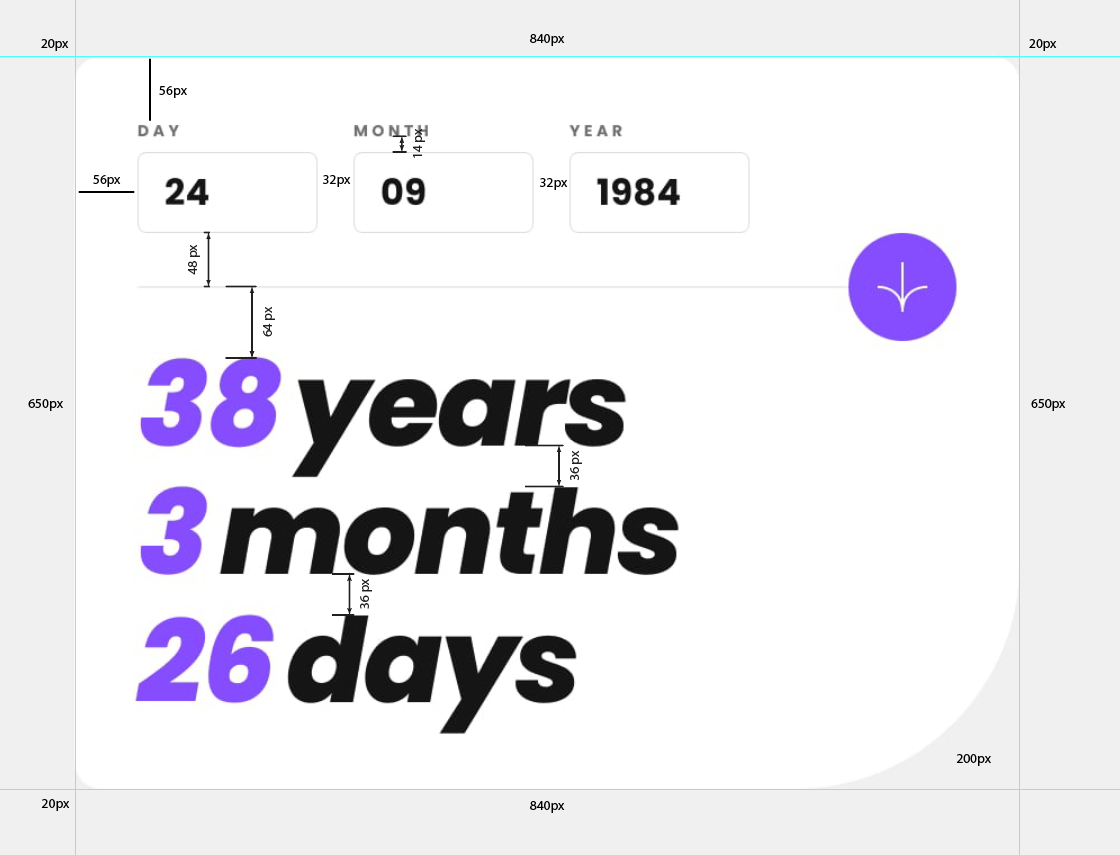 840px
20px
20px
56px
DAY
MONTH
YEAR
14 px
56px
24
32px
09
32px
1984
48 px
64 px
38 years
650px
650px
36 px
3 months
36 px
26 days
200px
20px
840px